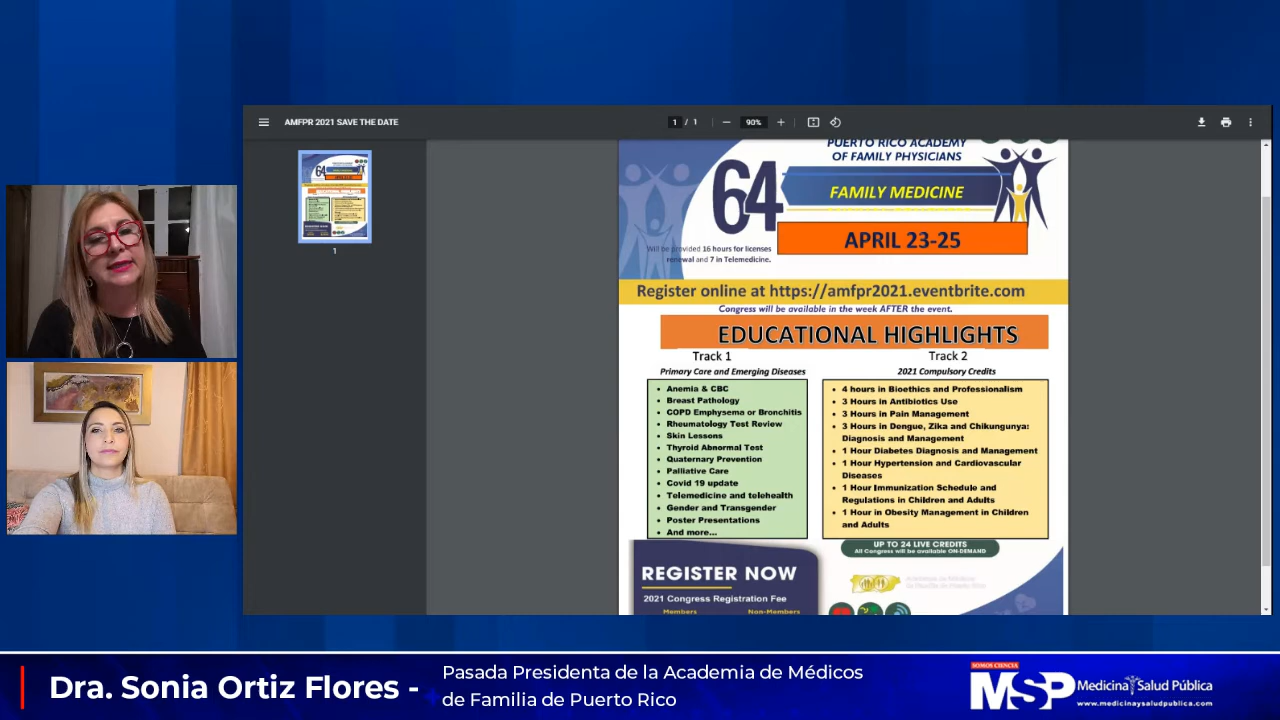 AMFPR 2021 SAVE THE DATE
1 / 1
90%
1
PUERTO RICO ACADEMY
OF FAMILY PHYSICIANS
64
FAMILY MEDICINE
APRIL 23-25
Will be provided 16 hours for licenses
renewal and 7 in Telemedicine.
Register online at https://amfpr2021.eventbrite.com
Congress will be available in the week AFTER the event.
EDUCATIONAL HIGHLIGHTS
Track 1
Primary Care and Emerging Diseases
• Anemia & CBC
• Breast Pathology
• COPD Emphysema or Bronchitis
• Rheumatology Test Review
• Skin Lessons
• Thyroid Abnormal Test
• Quaternary Prevention
• Palliative Care
• Covid 19 update
• Telemedicine and telehealth
• Gender and Transgender
• Poster Presentations
• And more...
Track 2
2021 Compulsory Credits
• 4 hours in Bioethics and Professionalism
• 3 Hours in Antibiotics Use
• 3 Hours in Pain Management
• 3 Hours in Dengue, Zika and Chikungunya:
Diagnosis and Management
• 1 Hour Diabetes Diagnosis and Management
• 1 Hour Hypertension and Cardiovascular
Diseases
• 1 Hour Immunization Schedule and
Regulations in Children and Adults
• 1 Hour in Obesity Management in Children
and Adults
UP TO 24 LIVE CREDITS
All Congress will be available ON-DEMAND
REGISTER NOW
2021 Congress Registration Fee
Members Non-Members
Dra. Sonia Ortiz Flores -
Pasada Presidenta de la Academia de Médicos
de Familia de Puerto Rico
SOMOS CIENCIA
MSP Medicina y Salud Pública
www.medicinaysaludpublica.com